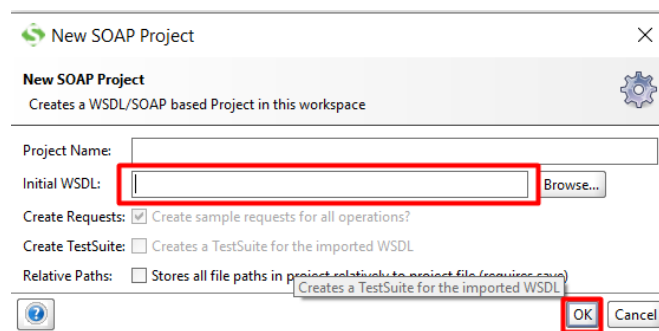 New SOAP Project
New SOAP Project
Creates a WSDL/SOAP based Project in this workspace
Project Name:
Initial WSDL:
Browse...
Create Requests: Create sample requests for all operations?
Create TestSuite: Creates a TestSuite for the imported WSDL
Relative Paths: Stores all file paths in project relatively to project file (requires save)
Creates a TestSuite for the imported WSDL
OK Cancel